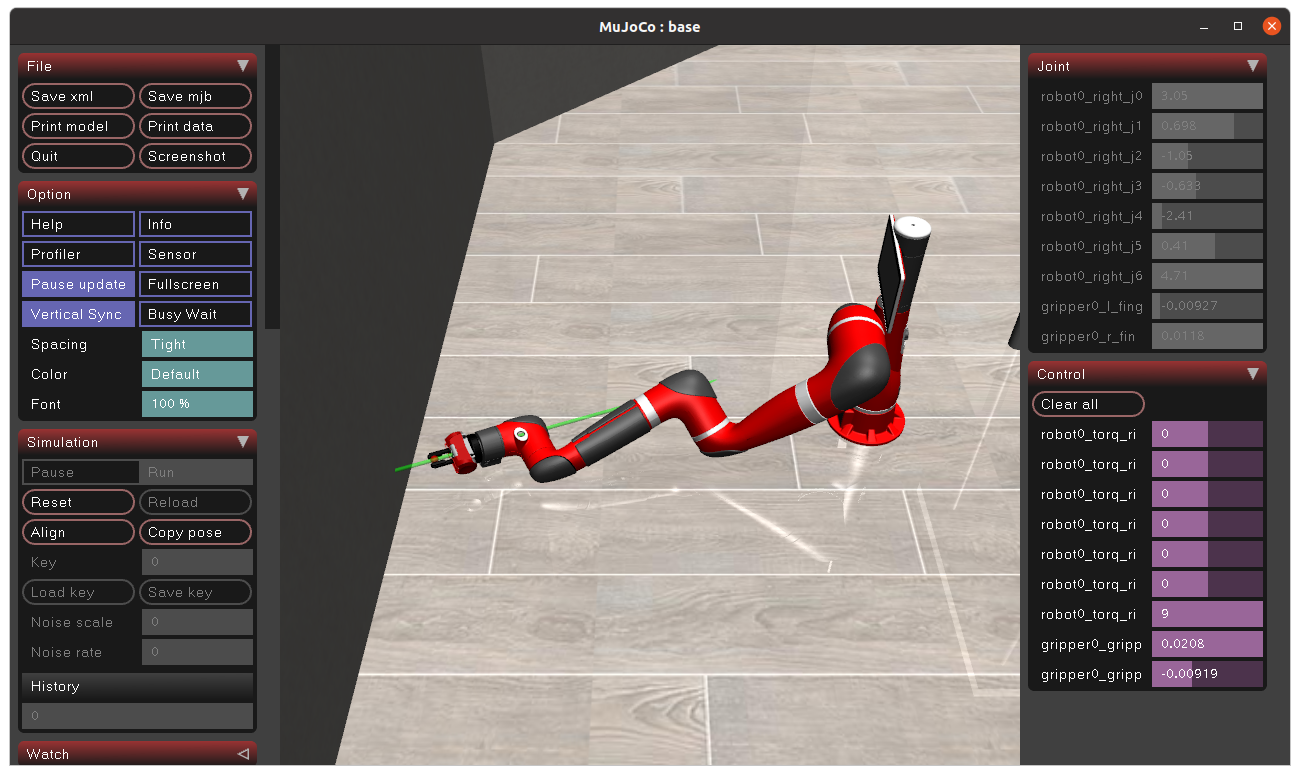 MuJoCo : base
File
Save xml Save mjb
Print model Print data
Quit Screenshot
Option
Help Info
Profiler Sensor
Pause update Fullscreen
Vertical Sync Busy Wait
Spacing Tight
Color Default
Font 100 %
Simulation
Pause Run
Reset Reload
Align Copy pose
Key 0
Load key Save key
Noise scale 0
Noise rate 0
History
0
Watch
Joint
robot0_right_j0 3.05
robot0_right_j1 0.698
robot0_right_j2 -1.05
robot0_right_j3 -0.633
robot0_right_j4 -2.41
robot0_right_j5 0.41
robot0_right_j6 4.71
gripper0_l_fing -0.00927
gripper0_r_fin 0.0118
Control
Clear all
robot0_torq_ri 0
robot0_torq_ri 0
robot0_torq_ri 0
robot0_torq_ri 0
robot0_torq_ri 0
robot0_torq_ri 0
robot0_torq_ri 9
gripper0_gripp 0.0208
gripper0_gripp -0.00919